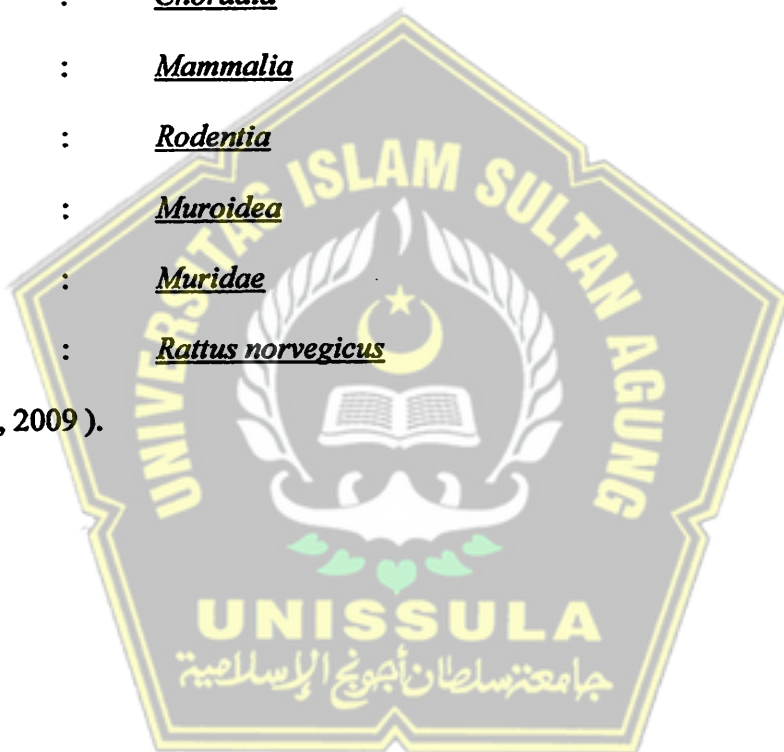 : Chordata
: Mammalia
: Rodentia
: Muroidea
: Muridae
: Rattus norvegicus
, 2009 ).
UNIVERSITAS ISLAM SULTAN AGUNG
UNISSULA
جامعة سلطان أجونج الإسلامية